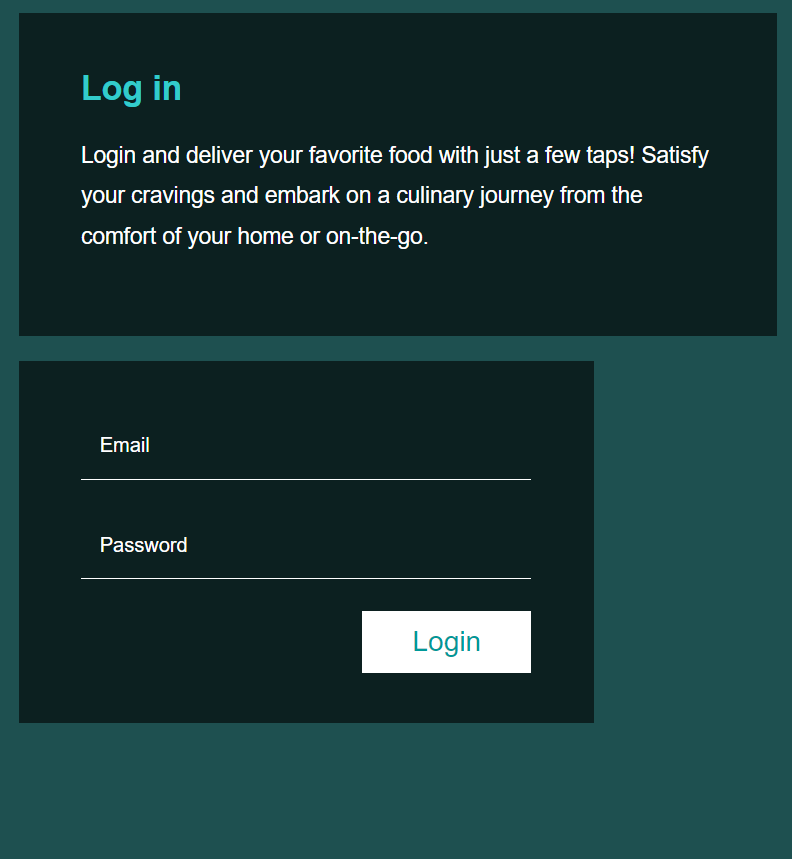 Log in
Login and deliver your favorite food with just a few taps! Satisfy
your cravings and embark on a culinary journey from the
comfort of your home or on-the-go.
Email
Password
Login